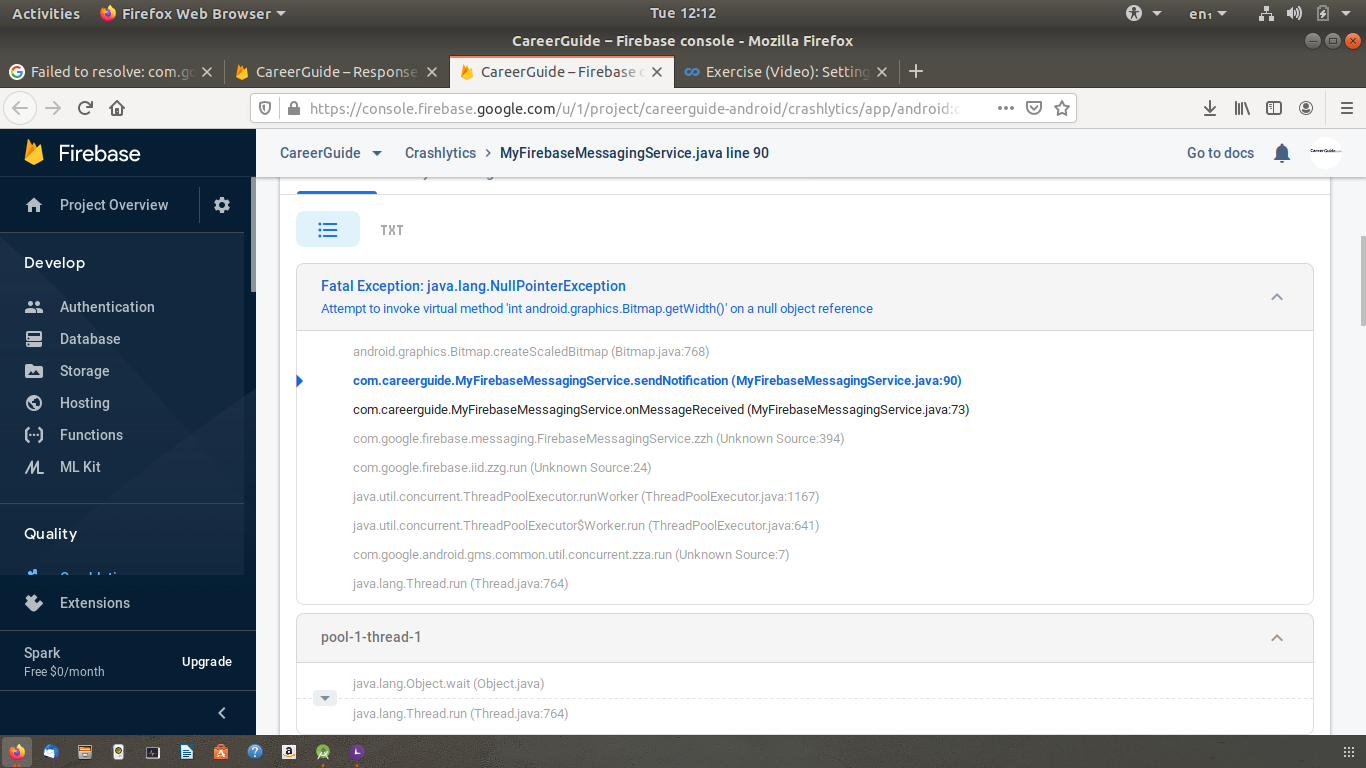 Activities
Firefox Web Browser
Tue 12:12
en₁
CareerGuide – Firebase console - Mozilla Firefox
Failed to resolve: com.go
CareerGuide – Response
CareerGuide – Firebase c
Exercise (Video): Setting
https://console.firebase.google.com/u/1/project/careerguide-android/crashlytics/app/android:c
Firebase
CareerGuide
Crashlytics
MyFirebaseMessagingService.java line 90
Go to docs
Project Overview
Develop
Authentication
Database
Storage
Hosting
Functions
ML Kit
Quality
Extensions
Spark
Free $0/month
Upgrade
TXT
Fatal Exception: java.lang.NullPointerException
Attempt to invoke virtual method 'int android.graphics.Bitmap.getWidth()' on a null object reference
android.graphics.Bitmap.createScaledBitmap (Bitmap.java:768)
com.careerguide.MyFirebaseMessagingService.sendNotification (MyFirebaseMessagingService.java:90)
com.careerguide.MyFirebaseMessagingService.onMessageReceived (MyFirebaseMessagingService.java:73)
com.google.firebase.messaging.FirebaseMessagingService.zzh (Unknown Source:394)
com.google.firebase.iid.zzg.run (Unknown Source:24)
java.util.concurrent.ThreadPoolExecutor.runWorker (ThreadPoolExecutor.java:1167)
java.util.concurrent.ThreadPoolExecutor$Worker.run (ThreadPoolExecutor.java:641)
com.google.android.gms.common.util.concurrent.zza.run (Unknown Source:7)
java.lang.Thread.run (Thread.java:764)
pool-1-thread-1
java.lang.Object.wait (Object.java)
java.lang.Thread.run (Thread.java:764)